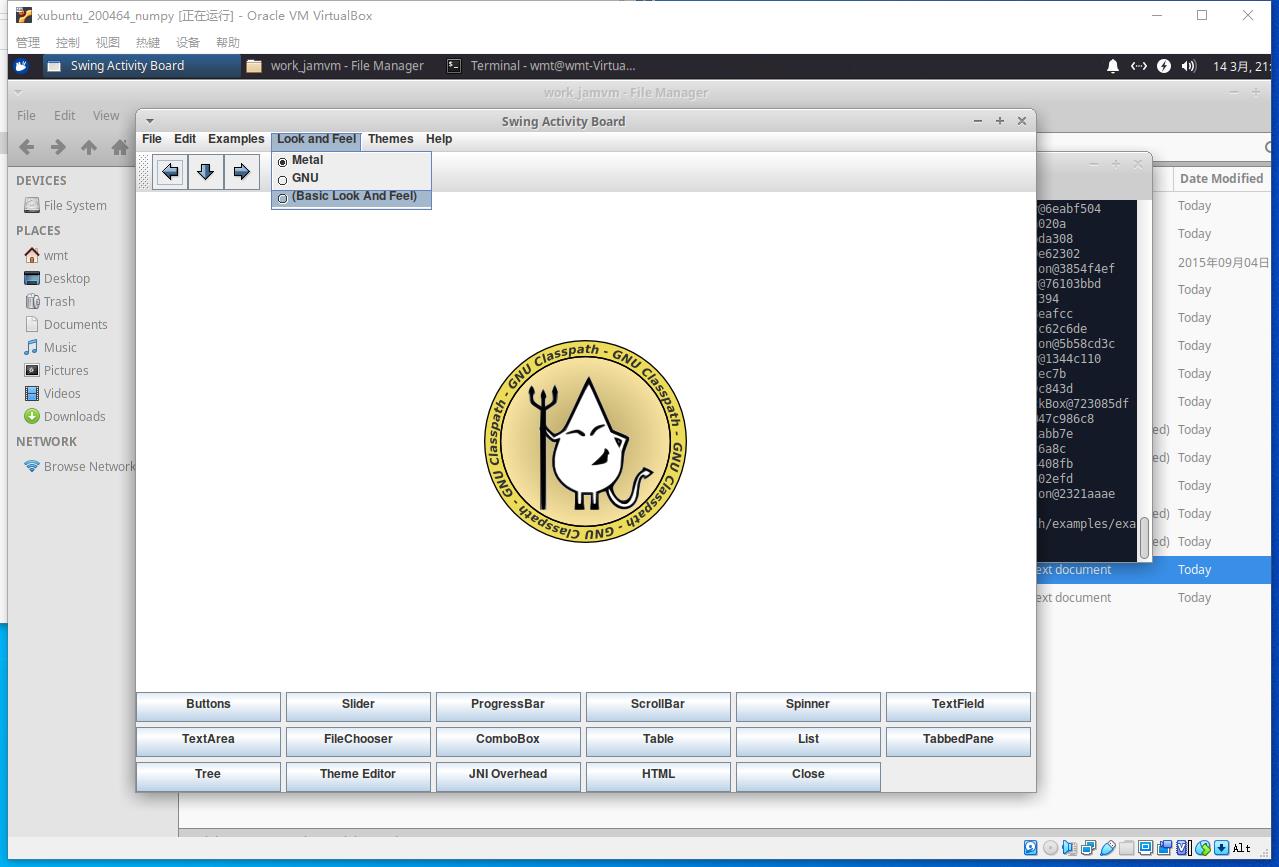 xubuntu_200464_numpy [正在运行] - Oracle VM VirtualBox
管理 控制 视图 热键 设备 帮助
Swing Activity Board work_jamvm - File Manager Terminal - wmt@wmt-Virtua... 14 3月, 21:
work_jamvm - File Manager
File Edit View
Swing Activity Board
File Edit Examples Look and Feel Themes Help
Metal
GNU
(Basic Look And Feel)
DEVICES
File System
PLACES
wmt
Desktop
Trash
Documents
Music
Pictures
Videos
Downloads
NETWORK
Browse Network
GNU Classpath - GNU Classpath - GNU Classpath - GNU Classpath -
@6eabf504
020a
da308
e62302
on@3854f4ef
@76103bbd
394
eafcc
c62c6de
on@5b58cd3c
@1344c110
ec7b
c843d
kBox@723085df
47c986c8
abb7e
6a8c
408fb
02efd
on@2321aaae
h/examples/exa
Date Modified
Today
Today
2015年09月04日
Today
Today
Today
Today
Today
ed) Today
ed) Today
Today
ed) Today
ed) Today
ext document Today
ext document Today
Buttons Slider ProgressBar ScrollBar Spinner TextField
TextArea FileChooser ComboBox Table List TabbedPane
Tree Theme Editor JNI Overhead HTML Close
Alt